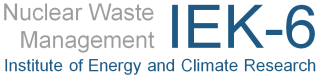 Nuclear Waste
Management IEK-6
Institute of Energy and Climate Research